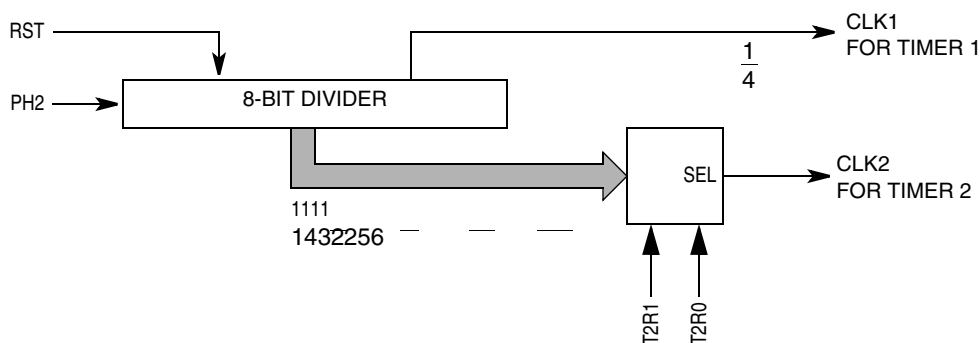 RST
CLK1
FOR TIMER 1
1
4
PH2
8-BIT DIVIDER
SEL
CLK2
FOR TIMER 2
1111
1432256
T2R1
T2R0